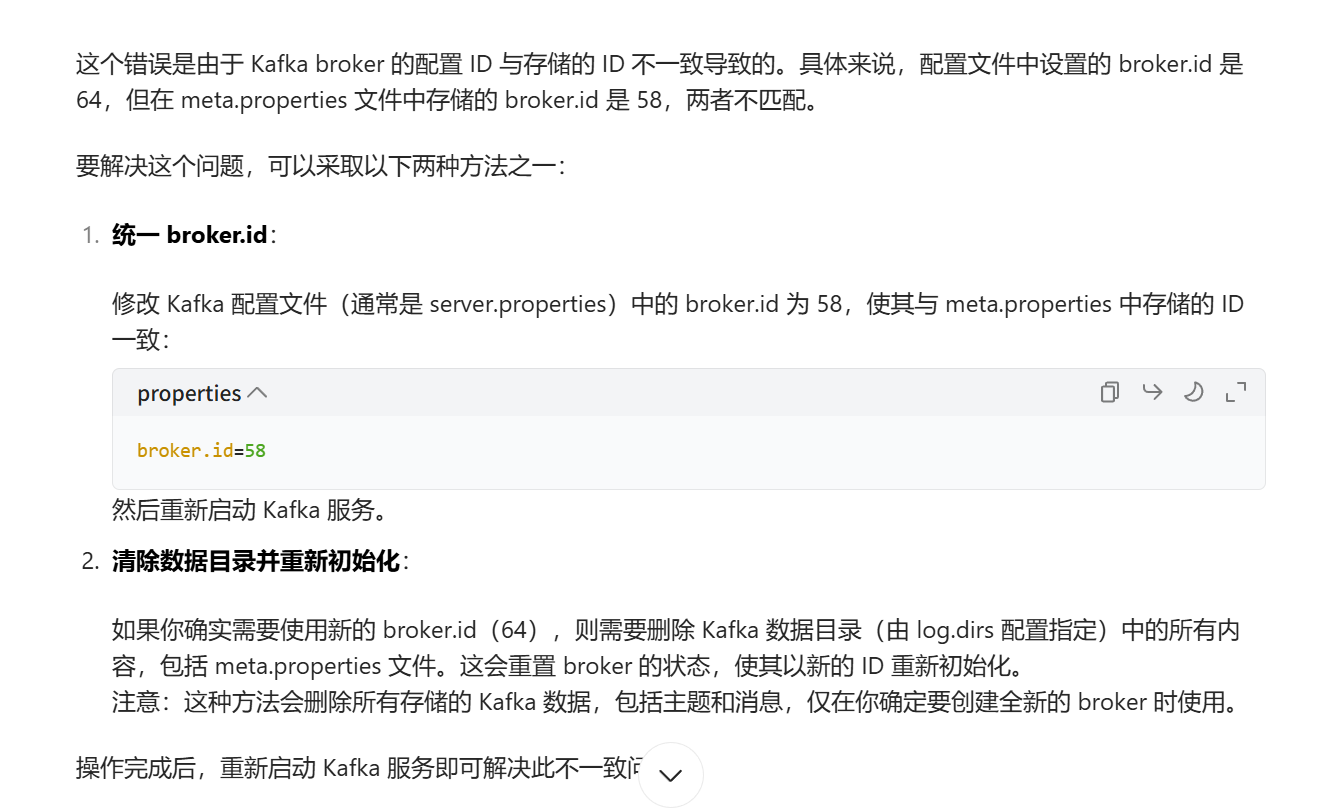 这个错误是由于 Kafka broker 的配置 ID 与存储的 ID 不一致导致的。具体来说，配置文件中设置的 broker.id 是
64，但在 meta.properties 文件中存储的 broker.id 是 58，两者不匹配。
要解决这个问题，可以采取以下两种方法之一：
1. 统一 broker.id：
修改 Kafka 配置文件（通常是 server.properties）中的 broker.id 为 58，使其与 meta.properties 中存储的 ID
一致：
properties
broker.id=58
然后重新启动 Kafka 服务。
2. 清除数据目录并重新初始化：
如果你确实需要使用新的 broker.id（64），则需要删除 Kafka 数据目录（由 log.dirs 配置指定）中的所有内
容，包括 meta.properties 文件。这会重置 broker 的状态，使其以新的 ID 重新初始化。
注意：这种方法会删除所有存储的 Kafka 数据，包括主题和消息，仅在你确定要创建全新的 broker 时使用。
操作完成后，重新启动 Kafka 服务即可解决此不一致